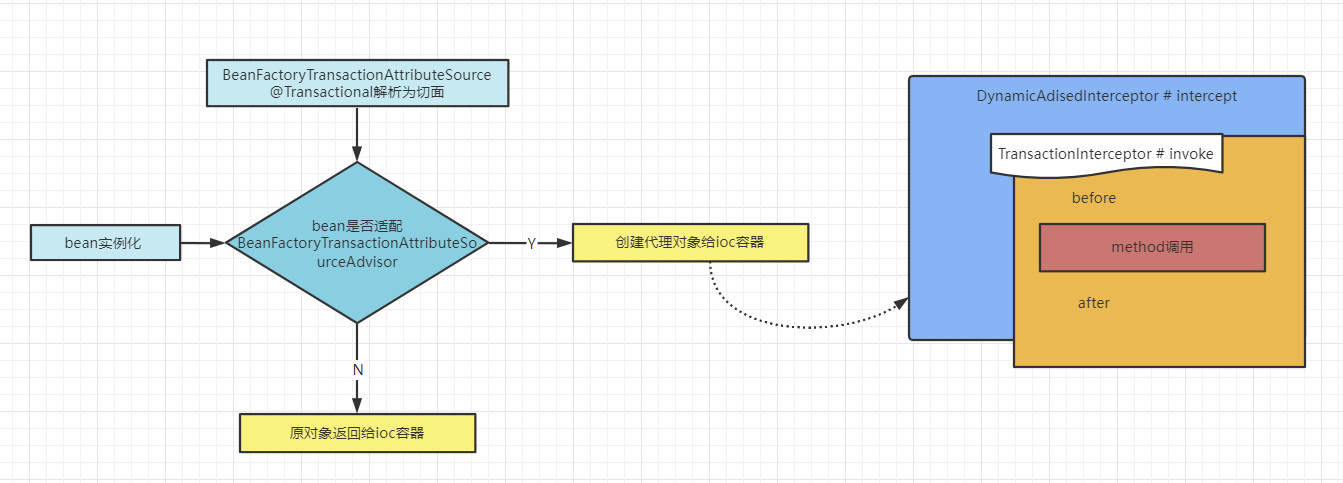 BeanFactoryTransactionAttributeSource
@Transactional解析为切面
DynamicAdisedInterceptor # intercept
TransactionInterceptor # invoke
before
bean实例化
bean是否适配
BeanFactoryTransactionAttributeSo
urceAdvisor
Y
创建代理对象给ioc容器
method调用
after
N
原对象返回给ioc容器